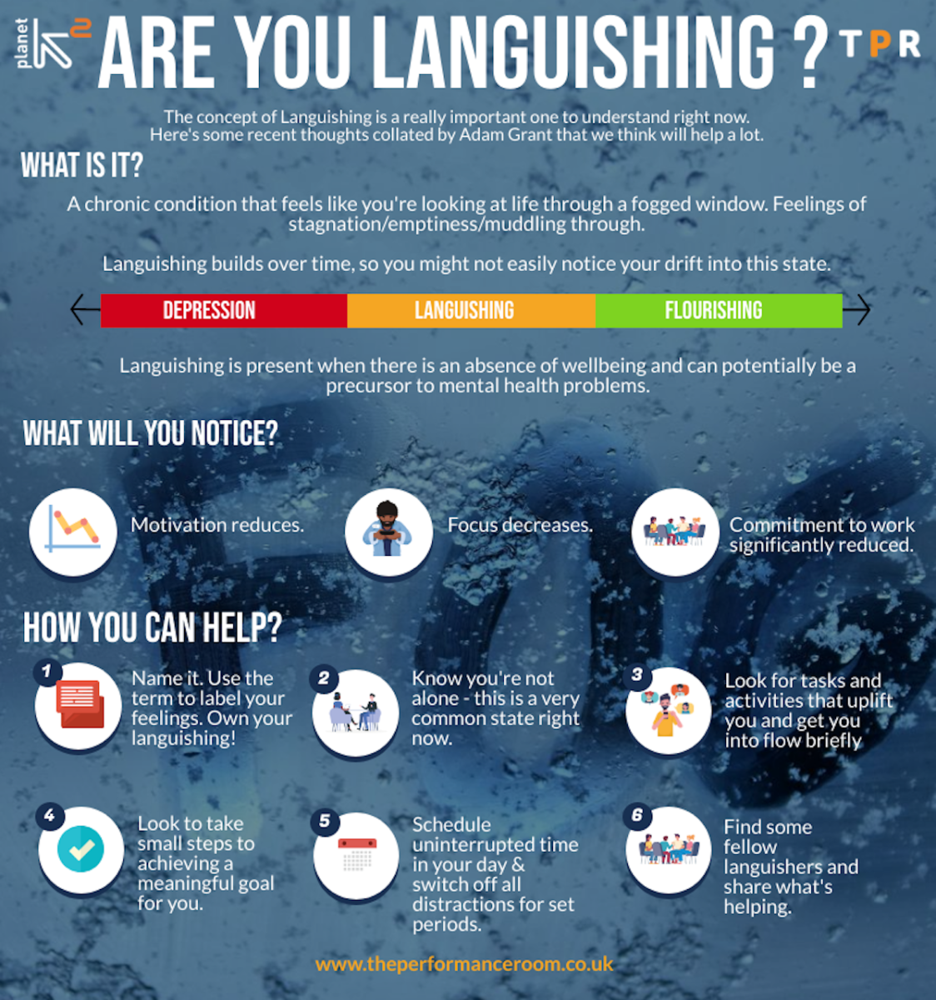 planet K2
ARE YOU LANGUISHING ?
TPR
The concept of Languishing is a really important one to understand right now.
Here's some recent thoughts collated by Adam Grant that we think will help a lot.
WHAT IS IT?
A chronic condition that feels like you're looking at life through a fogged window. Feelings of
stagnation/emptiness/muddling through.
Languishing builds over time, so you might not easily notice your drift into this state.
DEPRESSION
LANGUISHING
FLOURISHING
Languishing is present when there is an absence of wellbeing and can potentially be a
precursor to mental health problems.
WHAT WILL YOU NOTICE?
Motivation reduces.
Focus decreases.
Commitment to work
significantly reduced.
HOW YOU CAN HELP?
1
Name it. Use the
term to label your
feelings. Own your
languishing!
2
Know you're not
alone - this is a very
common state right
now.
3
Look for tasks and
activities that uplift
you and get you
into flow briefly
4
Look to take
small steps to
achieving a
meaningful goal
for you.
5
Schedule
uninterrupted time
in your day &
switch off all
distractions for set
periods.
6
Find some
fellow
languishers and
share what's
helping.
www.theperformanceroom.co.uk